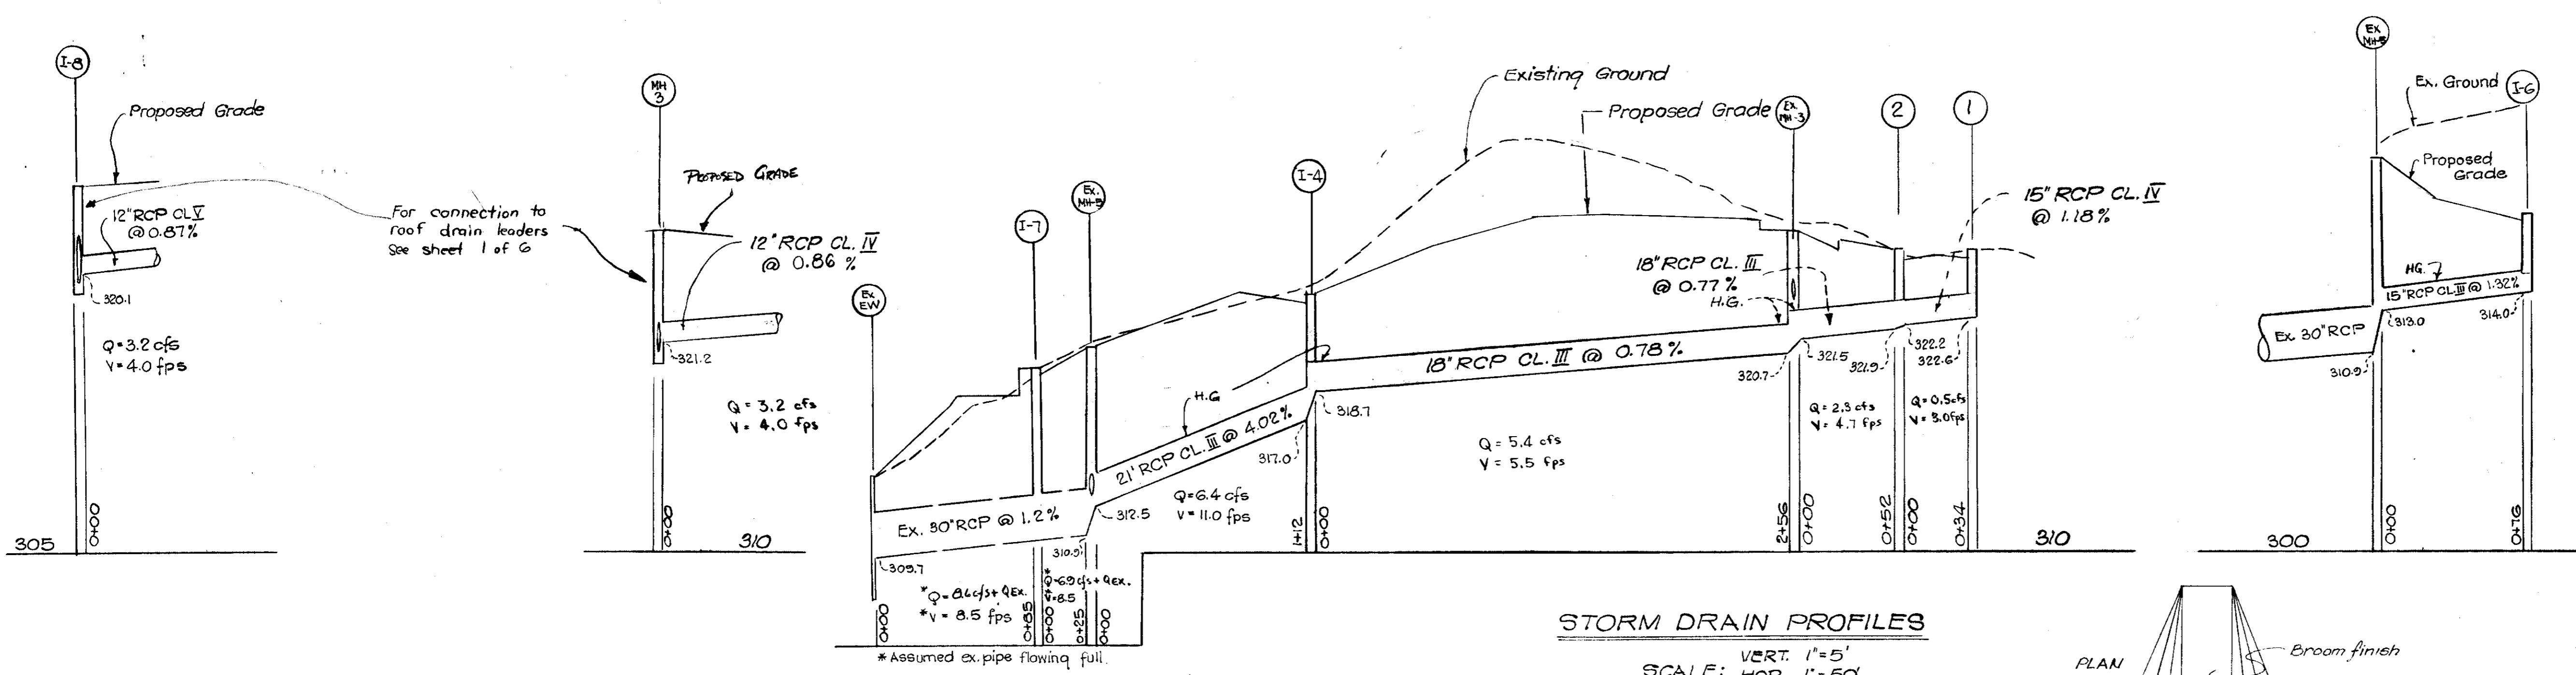 I-8
Proposed Grade
12" RCP CL V
@ 0.87%
320.1
Q=3.2 cfs
V=4.0 fps
0+00
305
For connection to
roof drain leaders
see sheet 1 of 6
MH
3
PROPOSED GRADE
12" RCP CL. IV
@ 0.86 %
321.2
Q = 3.2 cfs
V = 4.0 fps
0+00
310
Ex
EW
I-7
Ex.
MH-5
I-4
Existing Ground
Proposed Grade
Ex.
MH-3
2
1
15" RCP CL. IV
@ 1.18%
18" RCP CL. III
@ 0.77 %
H.G.
H.G
18" RCP CL. III @ 0.78 %
21" RCP CL. III @ 4.02%
Ex. 30" RCP @ 1.2%
309.7
310.9
312.5
317.0
318.7
320.7
321.5
321.9
322.2
322.6
Q=6.4 cfs
V = 11.0 fps
Q = 5.4 cfs
V = 5.5 fps
Q = 2.3 cfs
V = 4.7 fps
Q=0.5cfs
V = 3.0fps
*Q=8.6cfs+ QEX.
*V = 8.5 fps
*Q=6.9 cfs + QEX.
*V=8.5
0+00
0+85
0+00
0+25
0+00
1+12
0+00
2+56
0+00
0+52
0+00
0+34
310
* Assumed ex. pipe flowing full.
EX
MH-5
Ex. Ground
I-6
Proposed
Grade
HG.
15" RCP CL. III @ 1.32%
Ex. 30" RCP
313.0
314.0
310.9
300
0+00
0+76
STORM DRAIN PROFILES
VERT. 1"=5'
SCALE: HOR. 1"=50'
PLAN
Broom finish